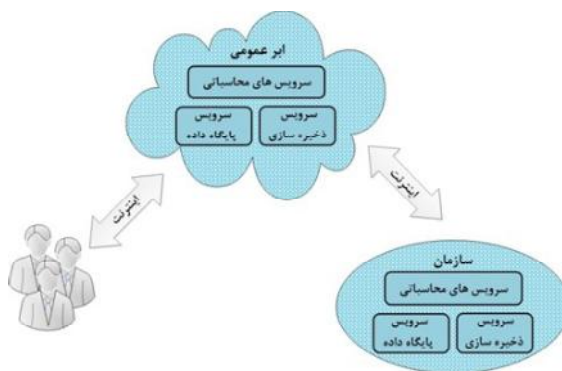 ابر عمومی
سرویس های محاسباتی
سرویس
ذخیره سازی
سرویس
پایگاه داده
اینترنت
اینترنت
سازمان
سرویس های محاسباتی
سرویس
ذخیره سازی
سرویس
پایگاه داده